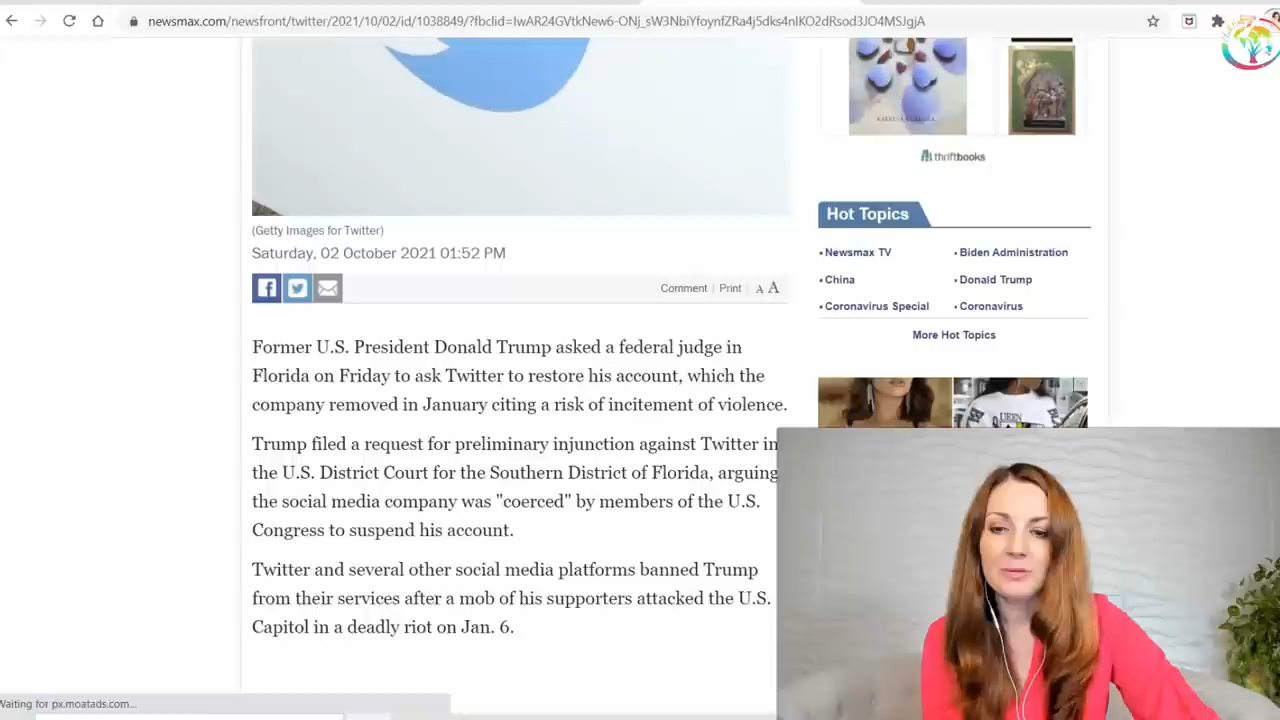 newsmax.com/newsfront/twitter/2021/10/02/id/1038849/?fbclid=IwAR24GVfkNew6-ONj_sW3NbiYfoynfZRa4j5dks4nIKO2dRsod3JO4MSJgjA
thriftbooks
(Getty Images for Twitter)
Saturday, 02 October 2021 01:52 PM
Comment | Print | A A
Former U.S. President Donald Trump asked a federal judge in
Florida on Friday to ask Twitter to restore his account, which the
company removed in January citing a risk of incitement of violence.
Trump filed a request for preliminary injunction against Twitter in
the U.S. District Court for the Southern District of Florida, arguing
the social media company was "coerced" by members of the U.S.
Congress to suspend his account.
Twitter and several other social media platforms banned Trump
from their services after a mob of his supporters attacked the U.S.
Capitol in a deadly riot on Jan. 6.
Hot Topics
• Newsmax TV
• Biden Administration
• China
• Donald Trump
• Coronavirus Special
• Coronavirus
More Hot Topics
Waiting for px.moatads.com...